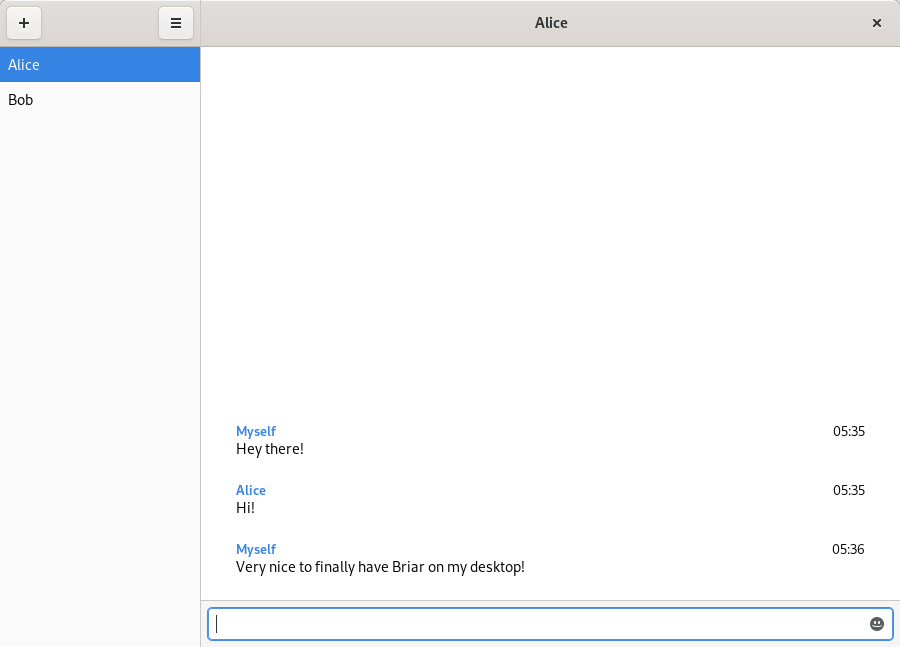 Alice
Alice
Bob
Myself 05:35
Hey there!
Alice 05:35
Hi!
Myself 05:36
Very nice to finally have Briar on my desktop!